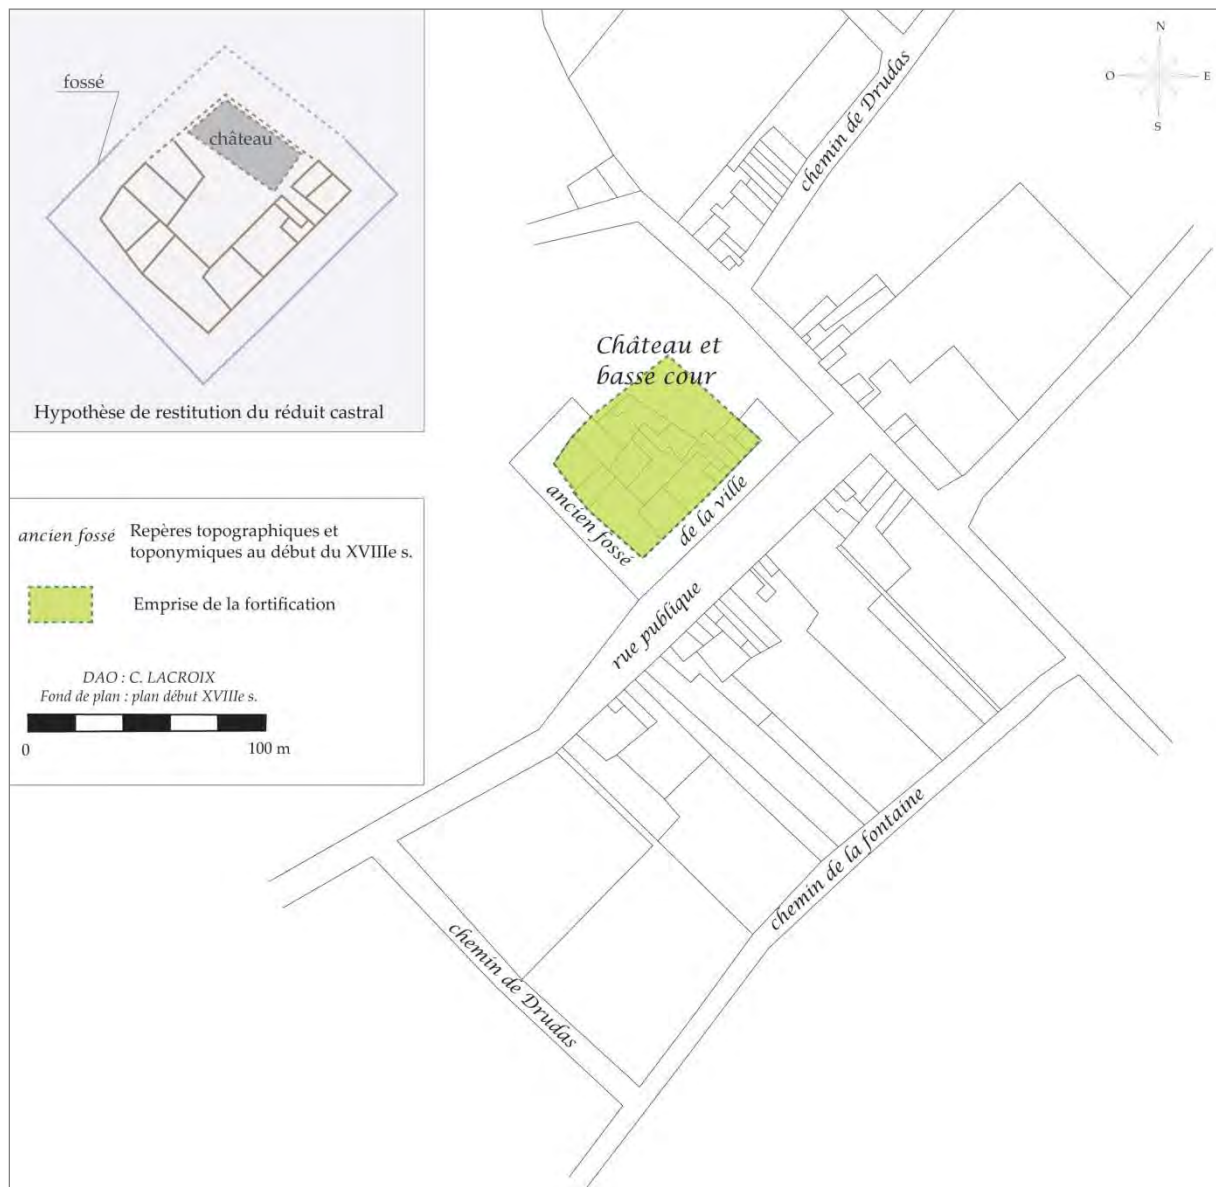 fossé
château
Hypothèse de restitution du réduit castral
ancien fossé
Repères topographiques et
toponymiques au début du XVIIIe s.
Emprise de la fortification
DAO : C. LACROIX
Fond de plan : plan début XVIIIe s.
0
100 m
N
O
E
S
chemin de Drudas
Château et
basse cour
ancien fossé
de la ville
rue publique
chemin de la fontaine
chemin de Drudas